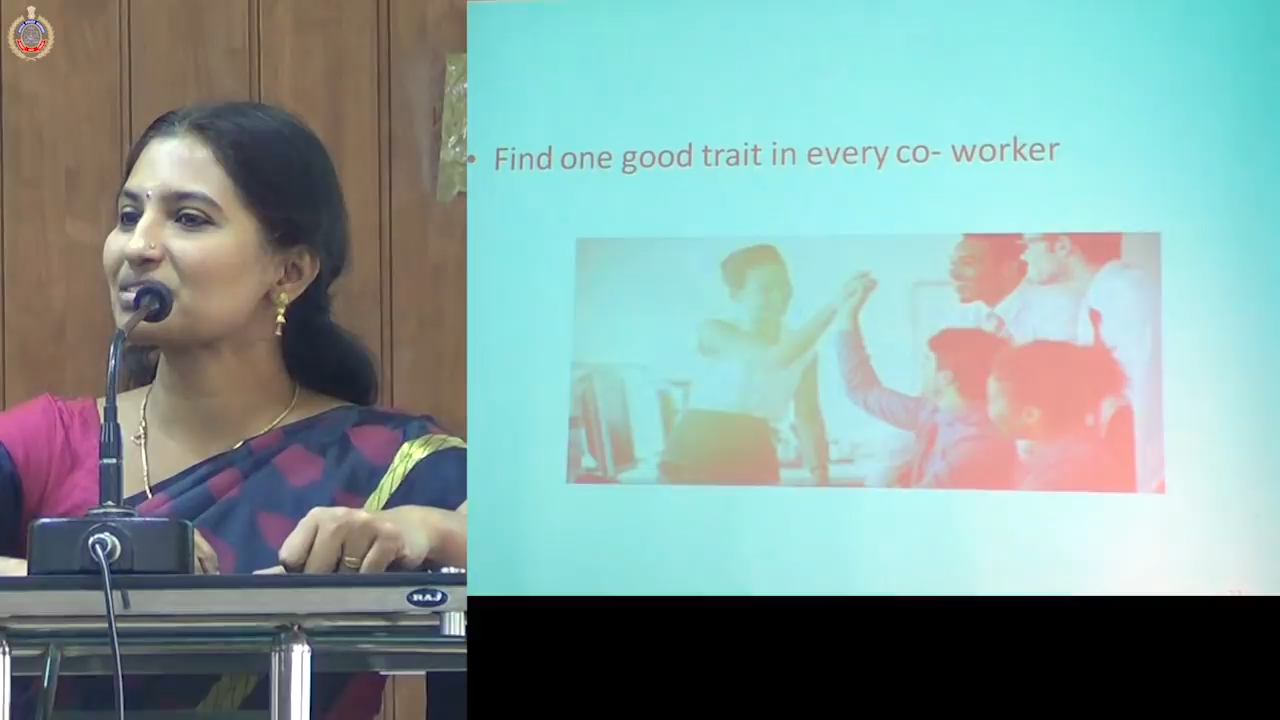 • Find one good trait in every co- worker
RAJ